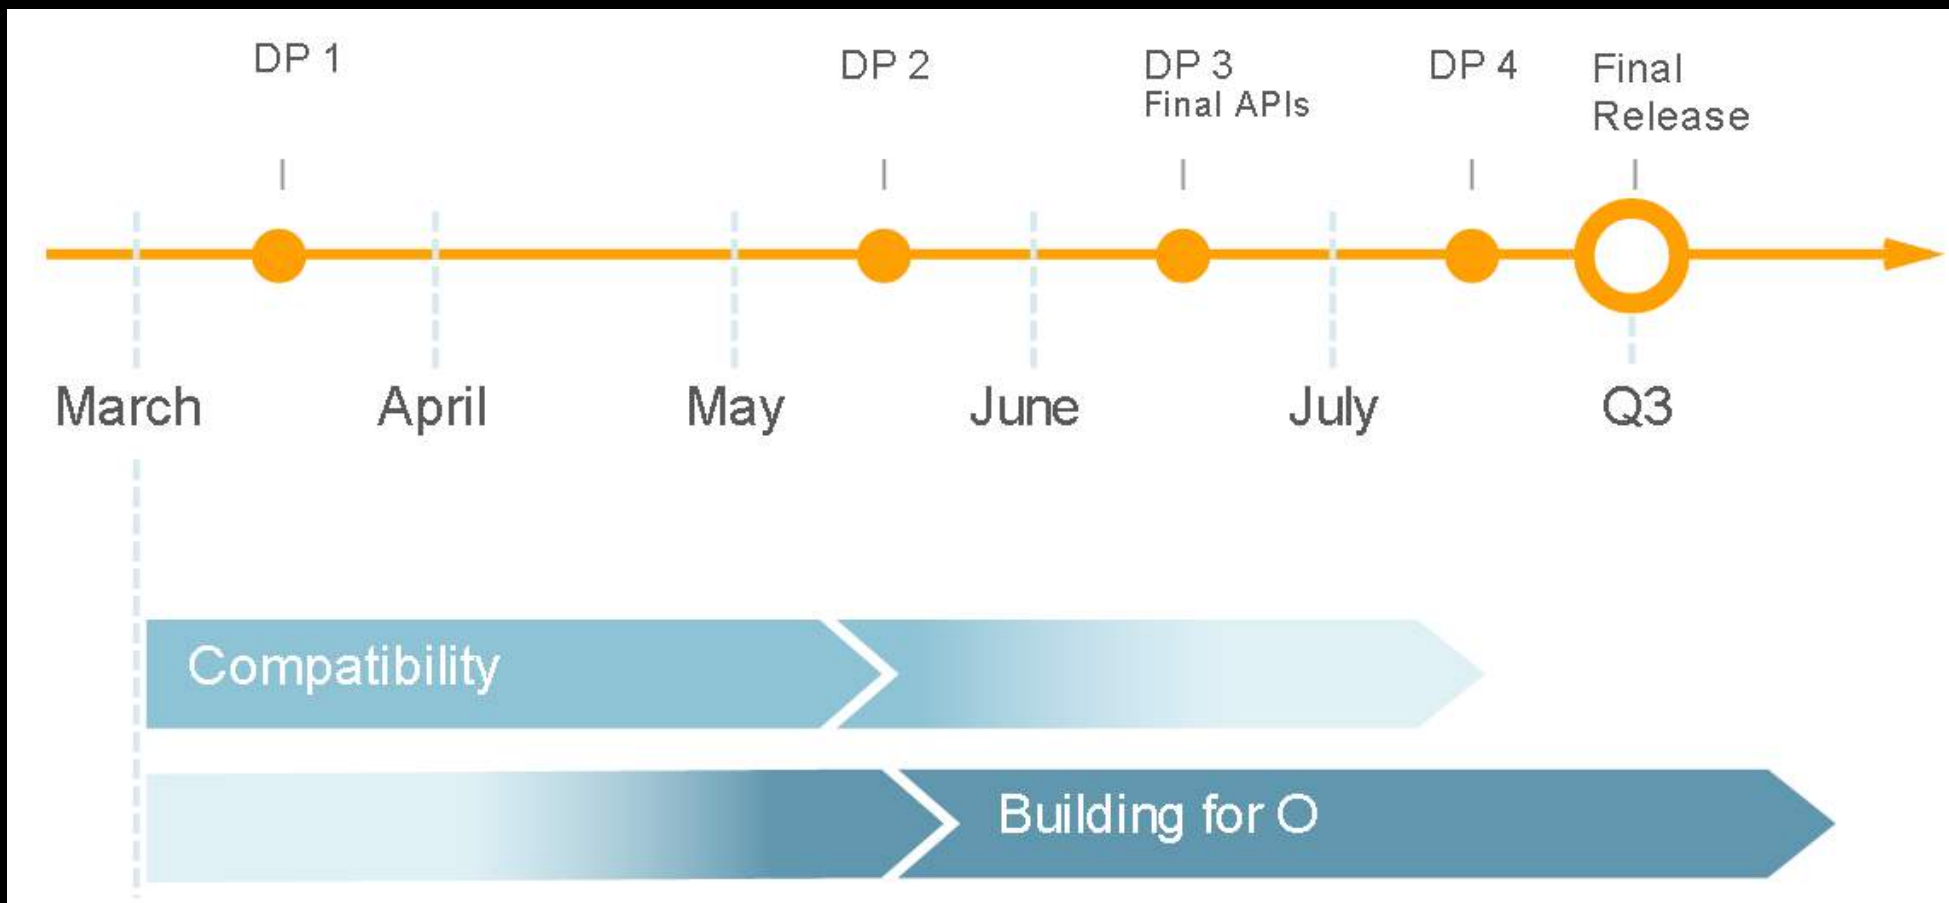 DP 1
DP 2
DP 3
Final APIs
DP 4
Final
Release
March
April
May
June
July
Q3
Compatibility
Building for O